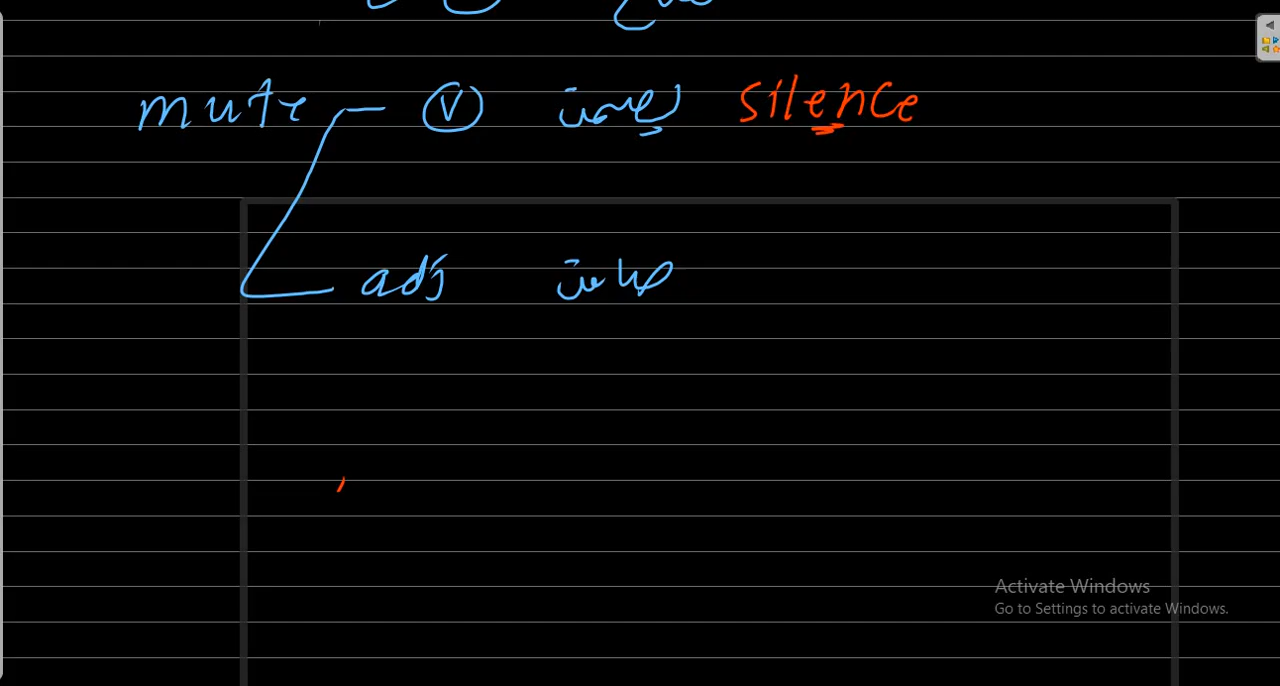 mute ⓥ يصمت silence
adj صامت
Activate Windows
Go to Settings to activate Windows.